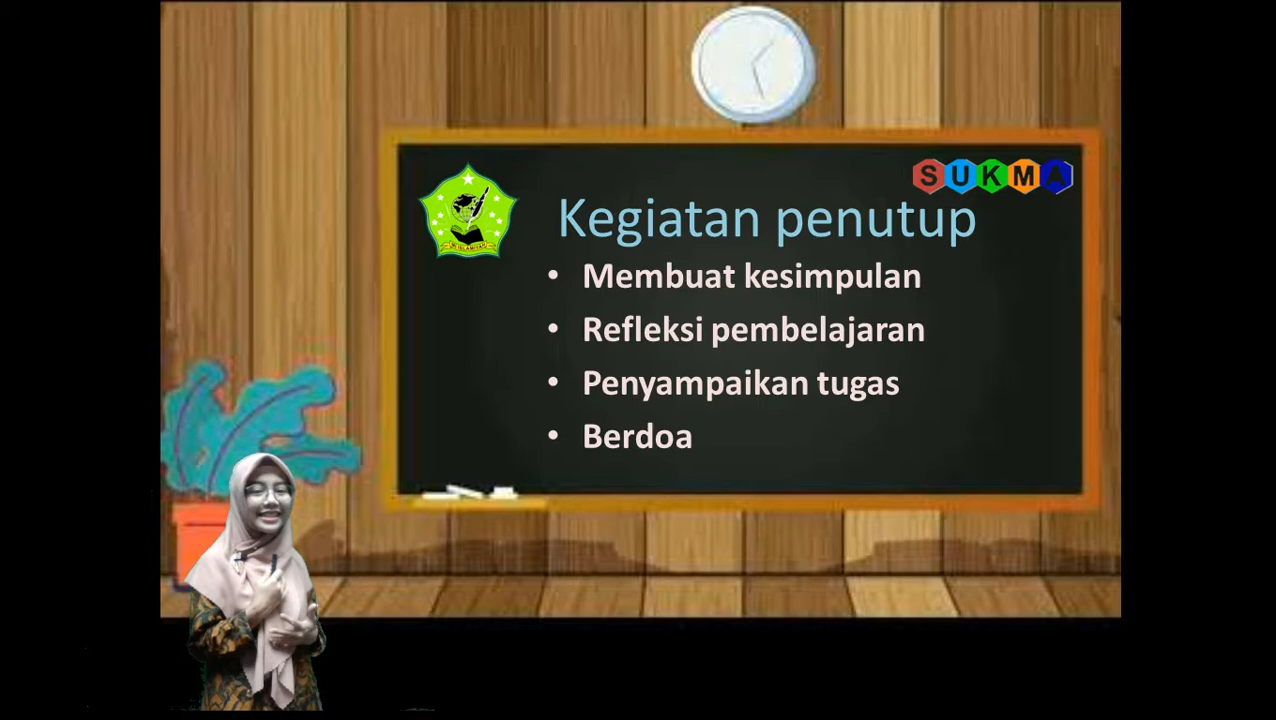 SUKMA
Kegiatan penutup
• Membuat kesimpulan
• Refleksi pembelajaran
• Penyampaikan tugas
• Berdoa